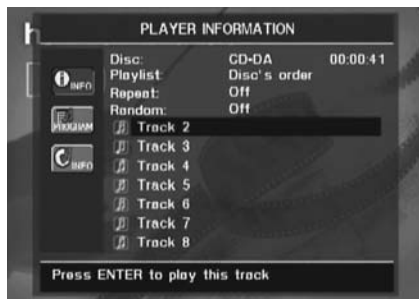 PLAYER INFORMATION
Disc: CD-DA 00:00:41
Playlist: Disc's order
Repeat: Off
Random: Off
INFO
PROGRAM
INFO
Track 2
Track 3
Track 4
Track 5
Track 6
Track 7
Track 8
Press ENTER to play this track